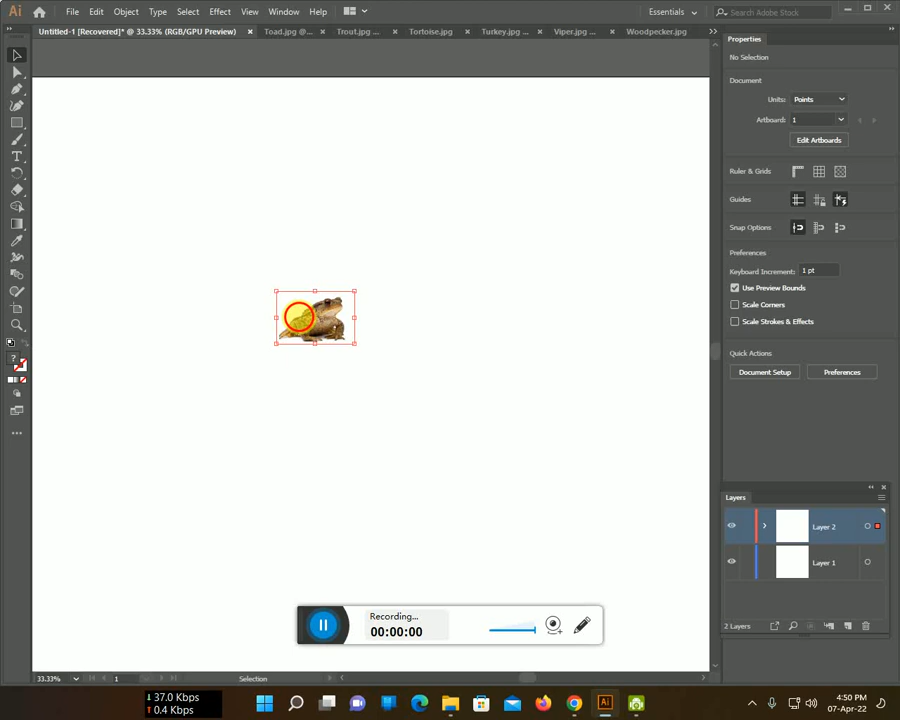 Ai File Edit Object Type Select Effect View Window Help Essentials Search Adobe Stock
Untitled-1 [Recovered]* @ 33.33% (RGB/GPU Preview) × Toad.jpg @... × Trout.jpg ... × Tortoise.jpg × Turkey.jpg ... × Viper.jpg ... × Woodpecker.jpg
Properties
No Selection
Document
Units: Points
Artboard: 1
Edit Artboards
Ruler & Grids
Guides
Snap Options
Preferences
Keyboard Increment: 1 pt
Use Preview Bounds
Scale Corners
Scale Strokes & Effects
Quick Actions
Document Setup Preferences
Layers
Layer 2
Layer 1
2 Layers
Recording...
00:00:00
33.33% 1 Selection
37.0 Kbps
0.4 Kbps
Ai
4:50 PM
07-Apr-22